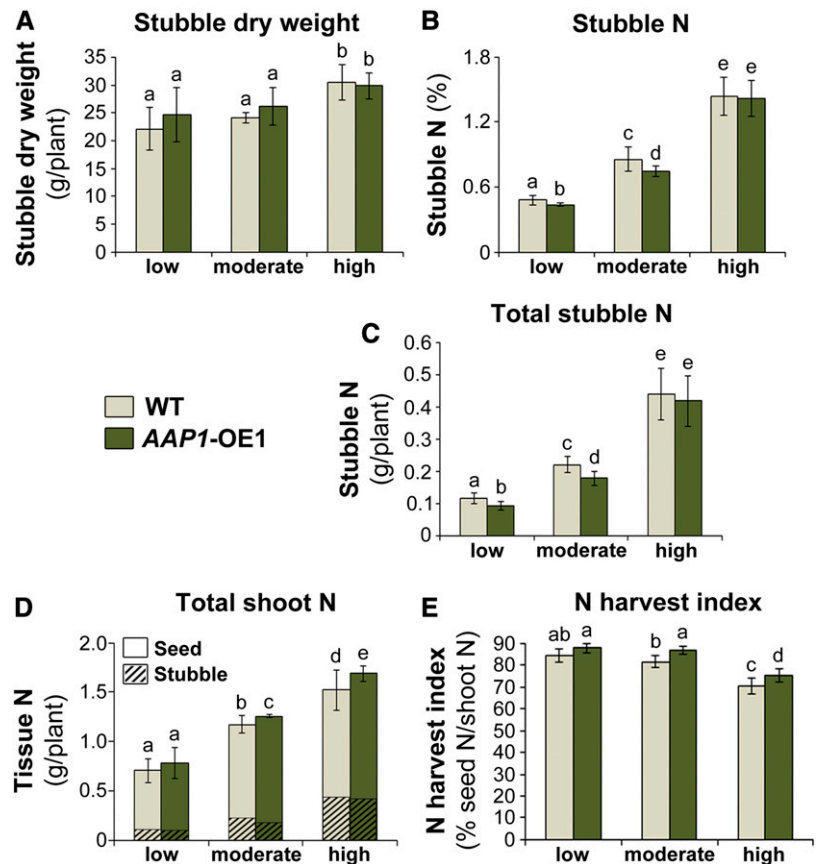 A
Stubble dry weight
Stubble dry weight
(g/plant)
35
30
25
20
15
10
5
0
a
a
a
a
b
b
low
moderate
high
B
Stubble N
Stubble N (%)
1.8
1.2
0.6
0
a
b
c
d
e
e
low
moderate
high
WT
AAP1-OE1
C
Total stubble N
Stubble N
(g/plant)
0.6
0.5
0.4
0.3
0.2
0.1
0
a
b
c
d
e
e
low
moderate
high
D
Total shoot N
Tissue N
(g/plant)
2.0
1.5
1.0
0.5
0
Seed
Stubble
a
a
b
c
d
e
low
moderate
high
E
N harvest index
N harvest index
(% seed N/shoot N)
90
80
70
60
50
40
30
20
10
0
ab
a
b
a
c
d
low
moderate
high